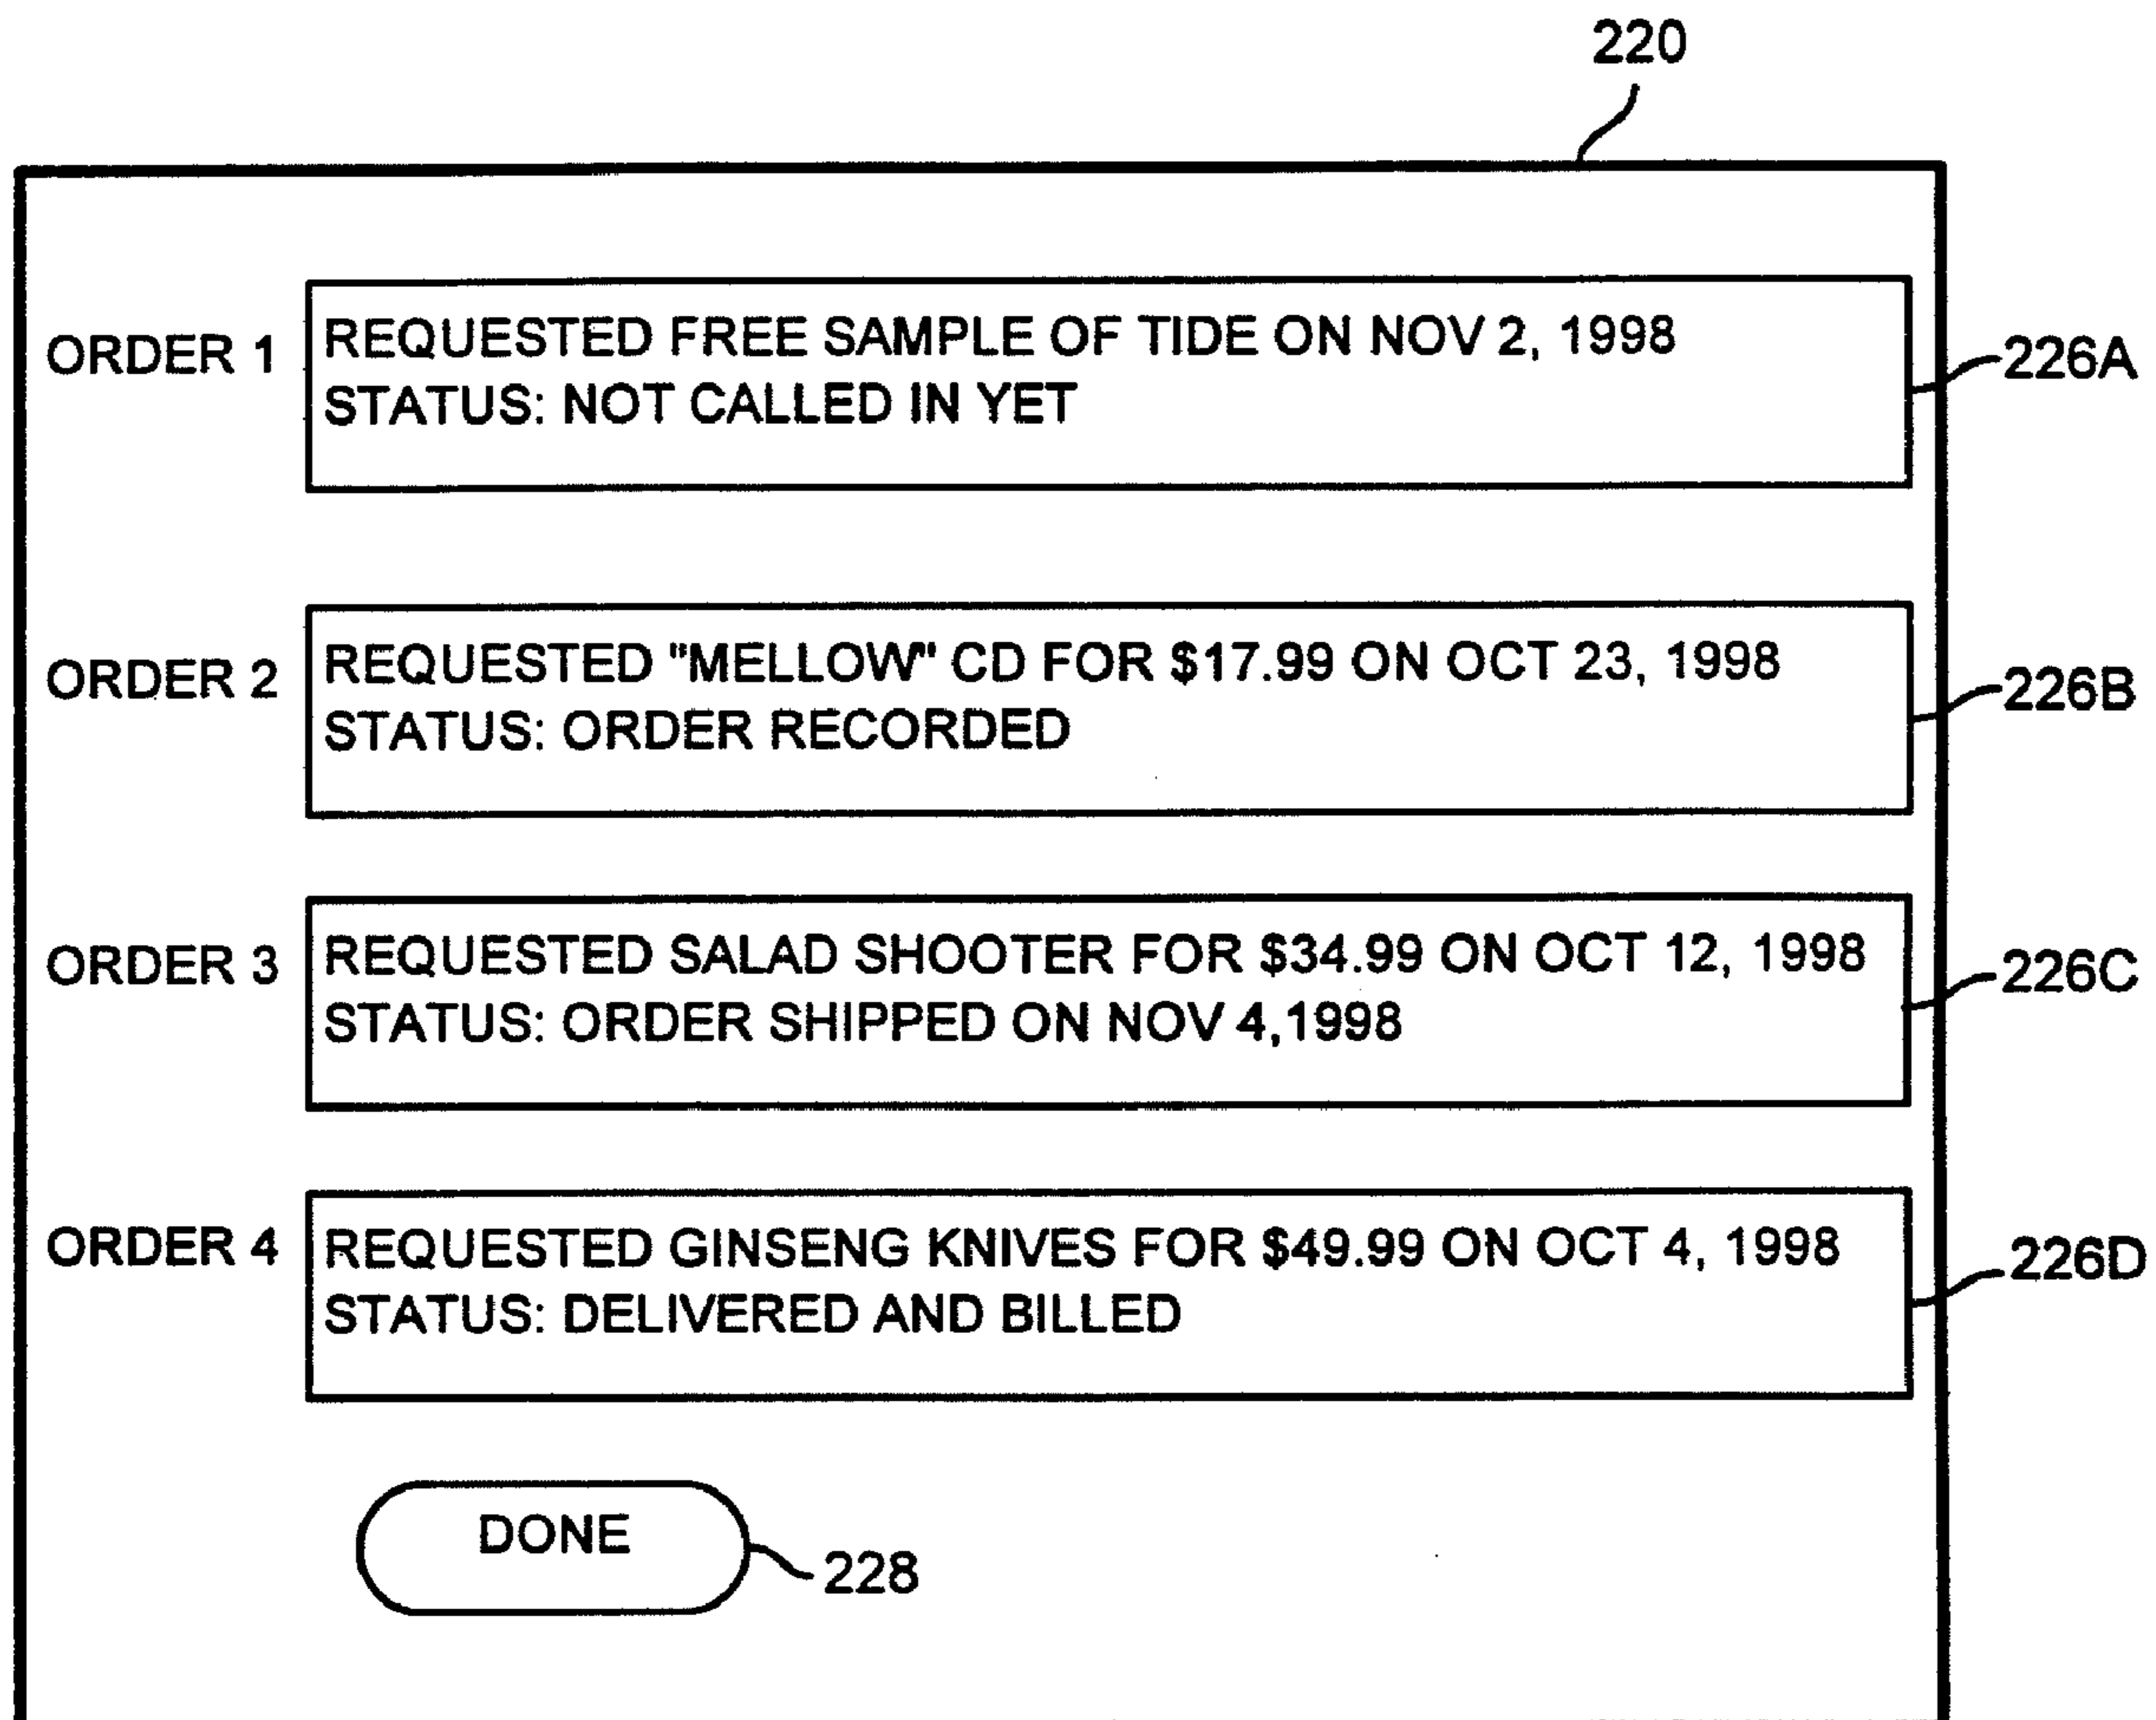 220
ORDER 1
REQUESTED FREE SAMPLE OF TIDE ON NOV 2, 1998
STATUS: NOT CALLED IN YET
226A
ORDER 2
REQUESTED "MELLOW" CD FOR $17.99 ON OCT 23, 1998
STATUS: ORDER RECORDED
226B
ORDER 3
REQUESTED SALAD SHOOTER FOR $34.99 ON OCT 12, 1998
STATUS: ORDER SHIPPED ON NOV 4,1998
226C
ORDER 4
REQUESTED GINSENG KNIVES FOR $49.99 ON OCT 4, 1998
STATUS: DELIVERED AND BILLED
226D
DONE
228